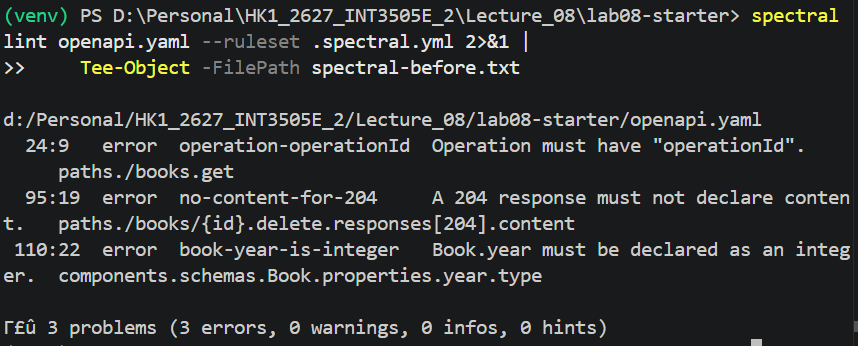 (venv) PS D:\Personal\HK1_2627_INT3505E_2\Lecture_08\lab08-starter> spectral
lint openapi.yaml --ruleset .spectral.yml 2>&1 |
>>     Tee-Object -FilePath spectral-before.txt
d:/Personal/HK1_2627_INT3505E_2/Lecture_08/lab08-starter/openapi.yaml
  24:9   error  operation-operationId  Operation must have "operationId".
     paths./books.get
  95:19  error  no-content-for-204     A 204 response must not declare conten
t.   paths./books/{id}.delete.responses[204].content
 110:22  error  book-year-is-integer   Book.year must be declared as an integ
er.  components.schemas.Book.properties.year.type
Γ£û 3 problems (3 errors, 0 warnings, 0 infos, 0 hints)